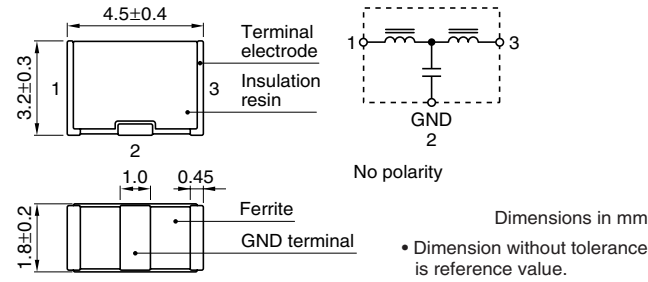 4.5±0.4
3.2±0.3
1
3
2
Terminal
electrode
Insulation
resin
1
3
GND
2
No polarity
1.0
0.45
1.8±0.2
Ferrite
GND terminal
Dimensions in mm
• Dimension without tolerance
is reference value.